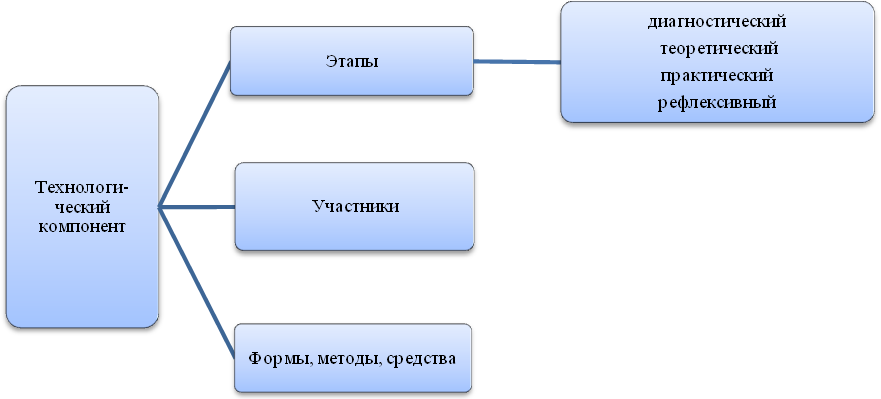 Технологи-
ческий
компонент
Этапы
диагностический
теоретический
практический
рефлексивный
Участники
Формы, методы, средства